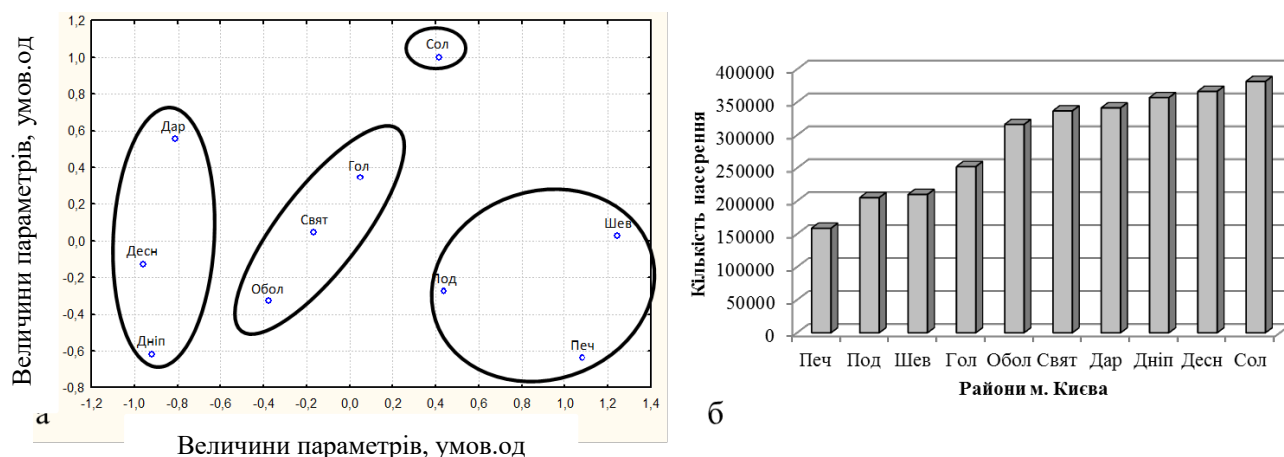 Величини параметрів, умов.од
1,2
1,0
0,8
0,6
0,4
0,2
0,0
-0,2
-0,4
-0,6
-0,8
Сол
Дар
Гол
Свят
Шев
Десн
Обол
Под
Дніп
Печ
-1,2 -1,0 -0,8 -0,6 -0,4 -0,2 0,0 0,2 0,4 0,6 0,8 1,0 1,2 1,4
а
Величини параметрів, умов.од
Кількість насерення
400000
350000
300000
250000
200000
150000
100000
50000
0
Печ Под Шев Гол Обол Свят Дар Дніп Десн Сол
Райони м. Києва
б